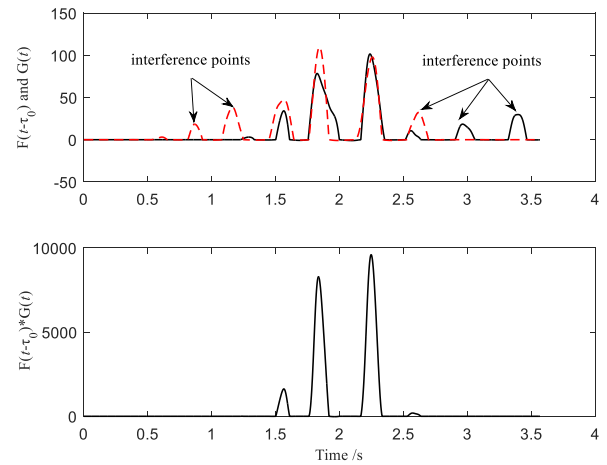 150
100
50
0
-50
F(t-τ0) and G(t)
interference points
interference points
0 0.5 1 1.5 2 2.5 3 3.5 4
10000
5000
0
F(t-τ0)*G(t)
0 0.5 1 1.5 2 2.5 3 3.5 4
Time /s